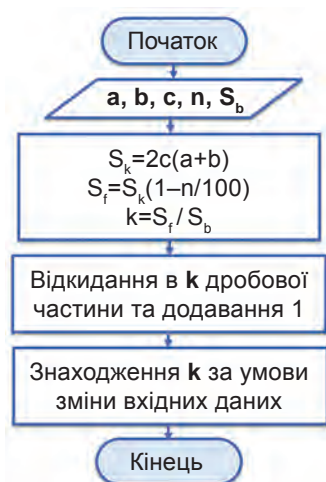 Початок
a, b, c, n, S_b
S_k=2c(a+b)
S_f=S_k(1–n/100)
k=S_f/S_b
Відкидання в k дробової
частини та додавання 1
Знаходження k за умови
зміни вхідних даних
Кінець